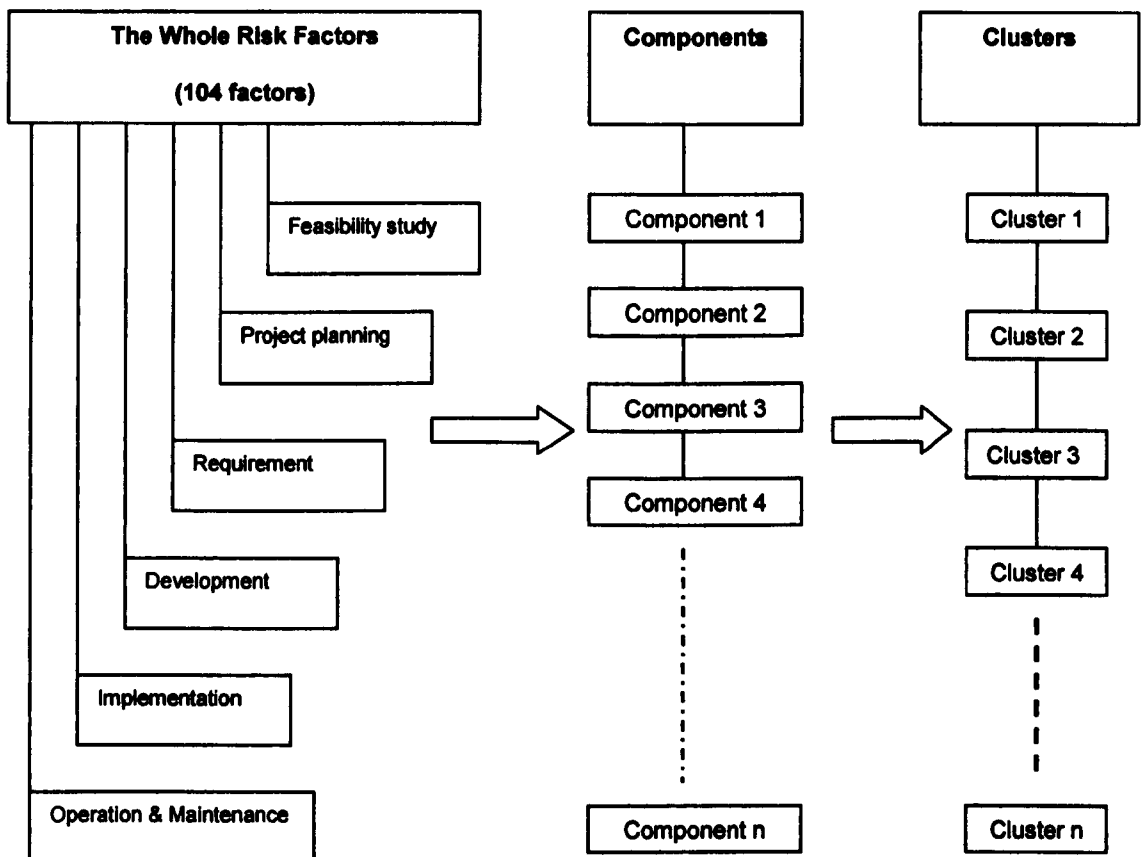 The Whole Risk Factors
(104 factors)
Feasibility study
Project planning
Requirement
Development
Implementation
Operation & Maintenance
Components
Component 1
Component 2
Component 3
Component 4
Component n
Clusters
Cluster 1
Cluster 2
Cluster 3
Cluster 4
Cluster n